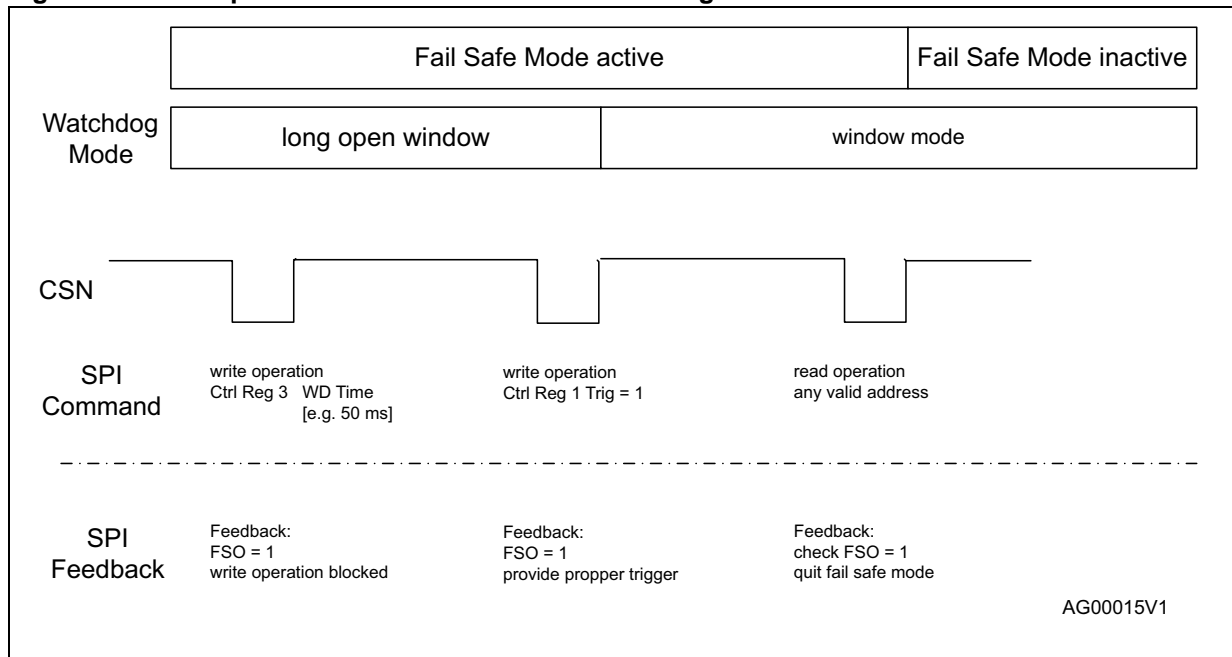 Fail Safe Mode active
Fail Safe Mode inactive
Watchdog
Mode
long open window
window mode
CSN
SPI
Command
write operation
Ctrl Reg 3 WD Time
[e.g. 50 ms]
write operation
Ctrl Reg 1 Trig = 1
read operation
any valid address
SPI
Feedback
Feedback:
FSO = 1
write operation blocked
Feedback:
FSO = 1
provide propper trigger
Feedback:
check FSO = 1
quit fail safe mode
AG00015V1